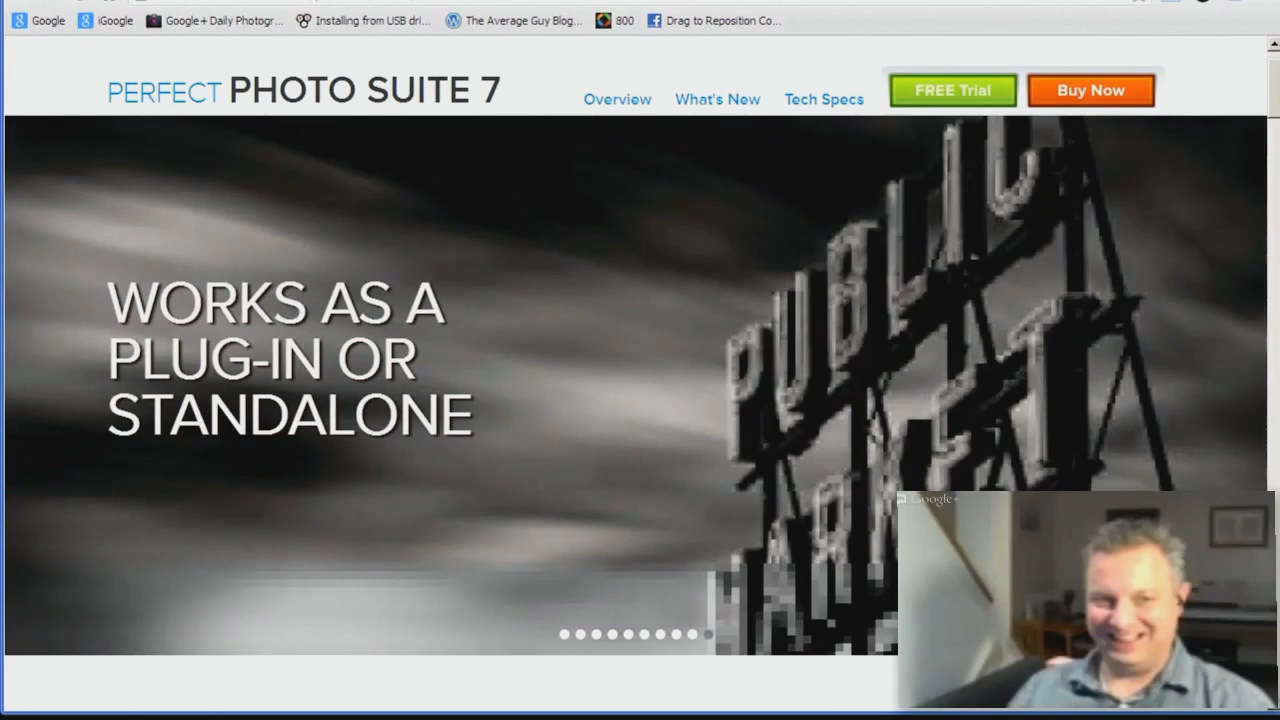 Google iGoogle Google+ Daily Photogr... Installing from USB dri... The Average Guy Blog... 800 Drag to Reposition Co...
PERFECT PHOTO SUITE 7
Overview What's New Tech Specs FREE Trial Buy Now
WORKS AS A
PLUG-IN OR
STANDALONE
PUBLIC
MARKET
Google+